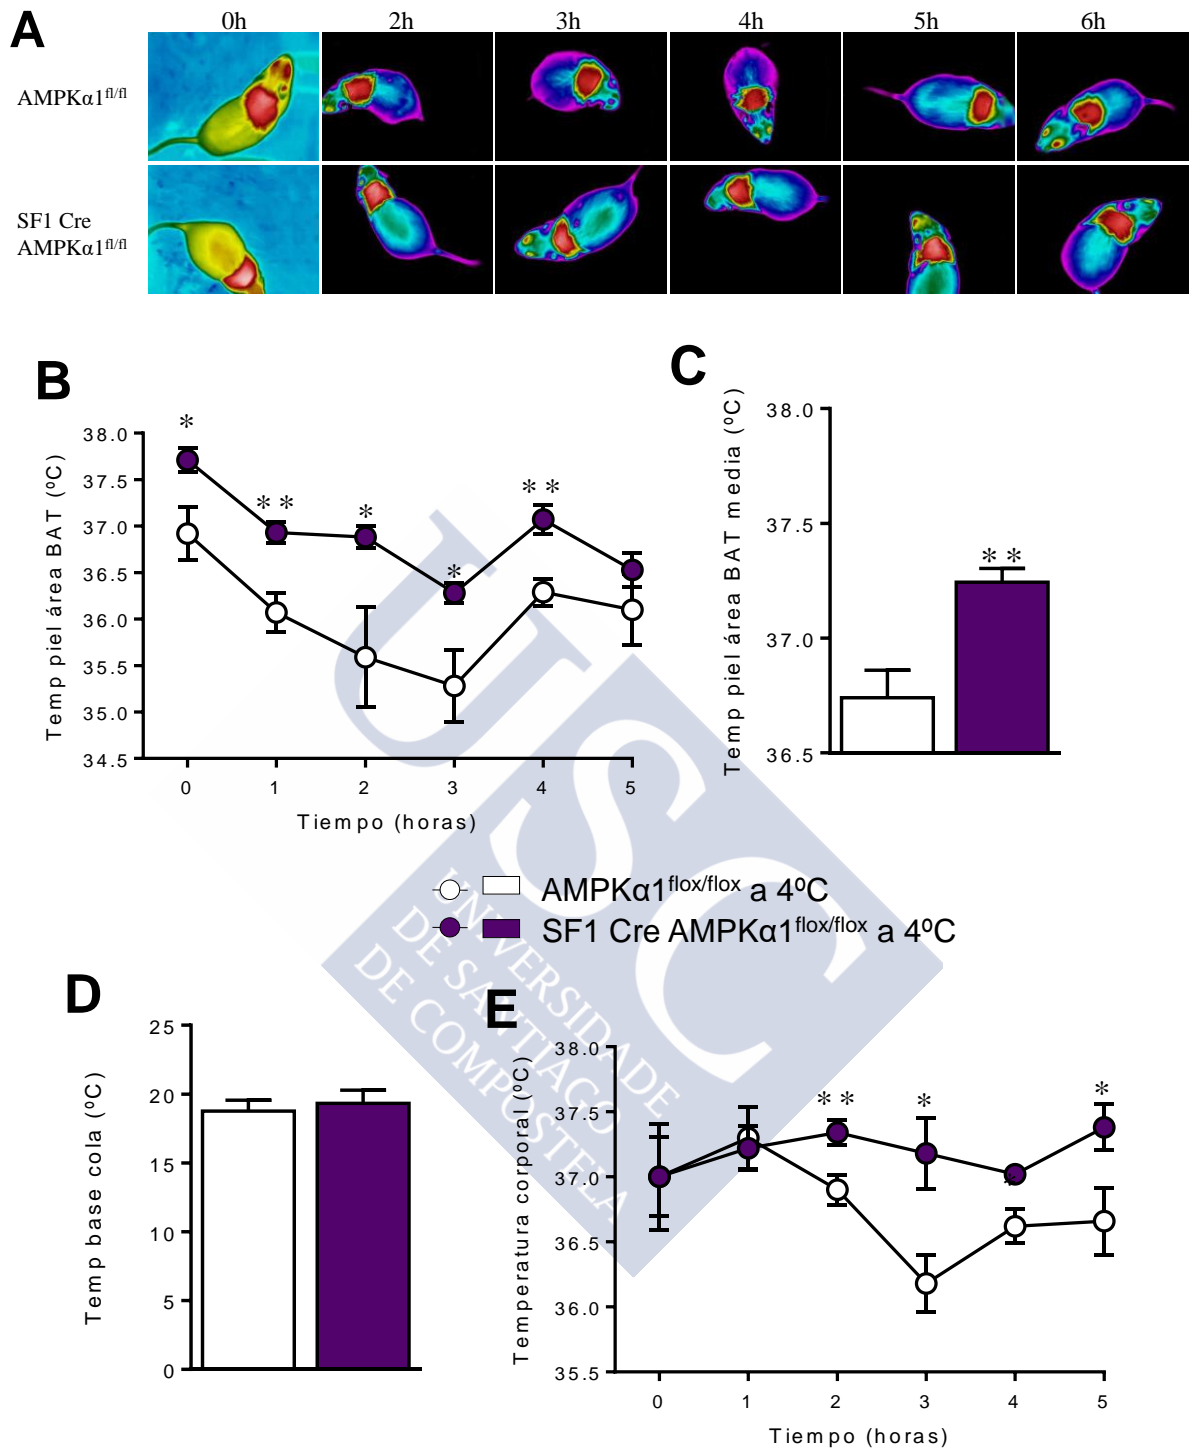 A
0h 2h 3h 4h 5h 6h
AMPKα1fl/fl
SF1 Cre
AMPKα1fl/fl
B
Temp piel área BAT (ºC)
38.0
37.5
37.0
36.5
36.0
35.5
35.0
34.5
*
* *
*
*
* *
0 1 2 3 4 5
Tiempo (horas)
C
Temp piel área BAT media (ºC)
38.0
37.5
37.0
36.5
* *
AMPKα1flox/flox a 4ºC
SF1 Cre AMPKα1flox/flox a 4ºC
USC
UNIVERSIDADE
DE SANTIAGO
DE COMPOSTELA
D
Temp base cola (ºC)
25
20
15
10
5
0
E
Temperatura corporal (ºC)
38.0
37.5
37.0
36.5
36.0
35.5
* *
*
*
*
0 1 2 3 4 5
Tiempo (horas)